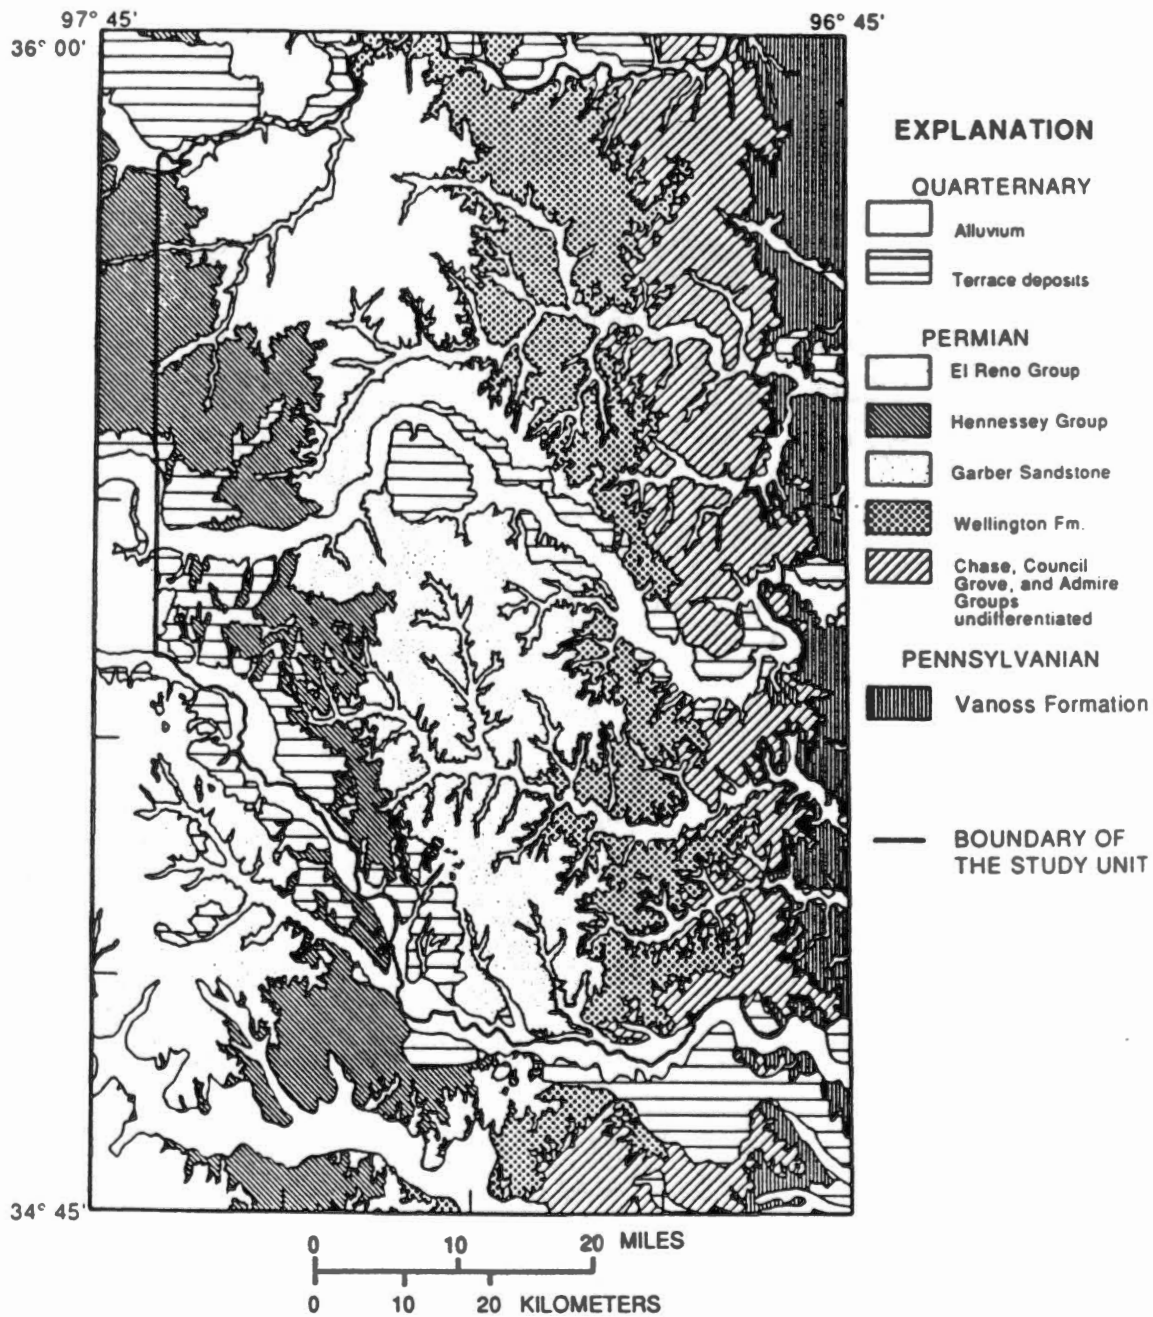 97° 45'
96° 45'
36° 00'
EXPLANATION
QUARTERNARY
Alluvium
Terrace deposits
PERMIAN
El Reno Group
Hennessey Group
Garber Sandstone
Wellington Fm.
Chase, Council
Grove, and Admire
Groups
undifferentiated
PENNSYLVANIAN
Vanoss Formation
BOUNDARY OF
THE STUDY UNIT
34° 45'
0 10 20 MILES
0 10 20 KILOMETERS